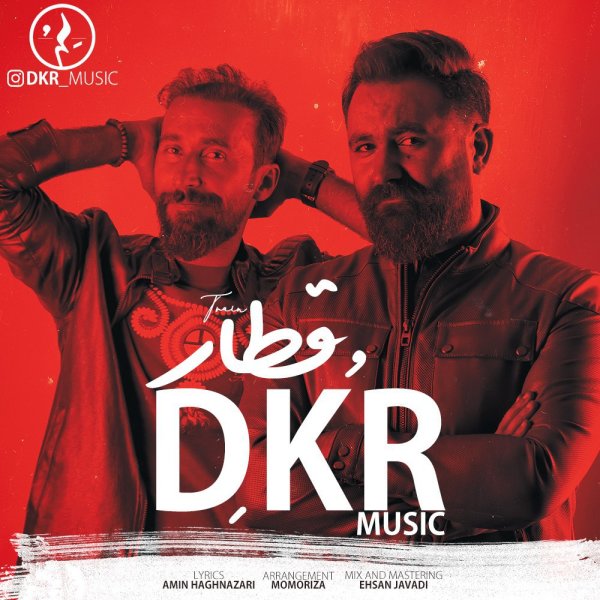 DKR_MUSIC
Train
قطار
DKR
MUSIC
LYRICS
AMIN HAGHNAZARI
ARRANGEMENT
MOMORIZA
MIX AND MASTERING
EHSAN JAVADI